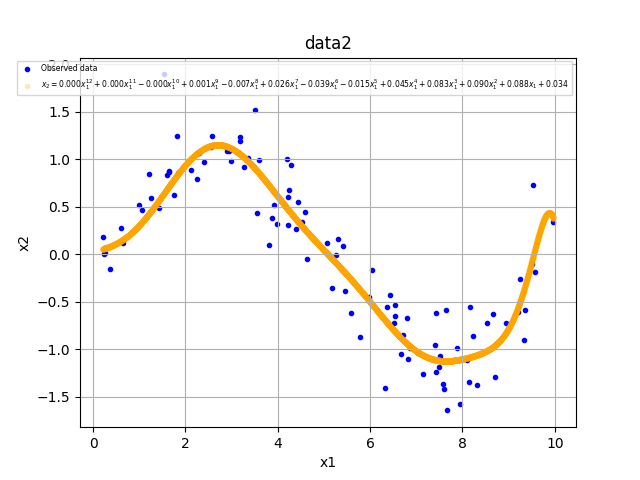 data2
Observed data
x₂ = 0.000x₁¹² + 0.000x₁¹¹ − 0.000x₁¹⁰ + 0.001x₁⁹ − 0.007x₁⁸ + 0.026x₁⁷ − 0.039x₁⁶ − 0.015x₁⁵ + 0.045x₁⁴ + 0.083x₁³ + 0.090x₁² + 0.088x₁ + 0.034
2.0
1.5
1.0
0.5
0.0
−0.5
−1.0
−1.5
x2
0 2 4 6 8 10
x1